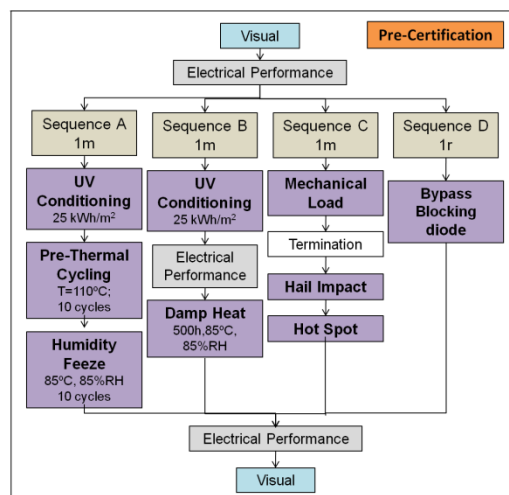 Visual
Pre-Certification
Electrical Performance
Sequence A
1m
Sequence B
1m
Sequence C
1m
Sequence D
1r
UV
Conditioning
25 kWh/m²
UV
Conditioning
25 kWh/m²
Mechanical
Load
Bypass
Blocking
diode
Pre-Thermal
Cycling
T=110ºC;
10 cycles
Electrical
Performance
Termination
Hail Impact
Damp Heat
500h,85ºC,
85%RH
Hot Spot
Humidity
Feeze
85ºC, 85%RH
10 cycles
Electrical Performance
Visual